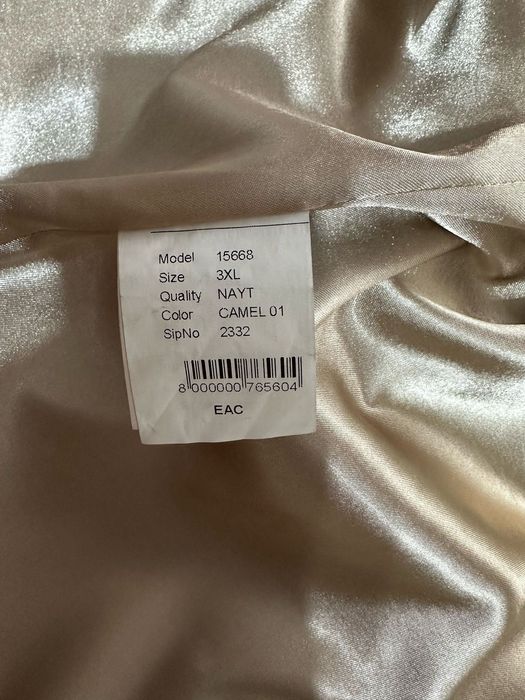 Model 15668
Size 3XL
Quality NAYT
Color CAMEL 01
SipNo 2332
8 000000 765604
EAC